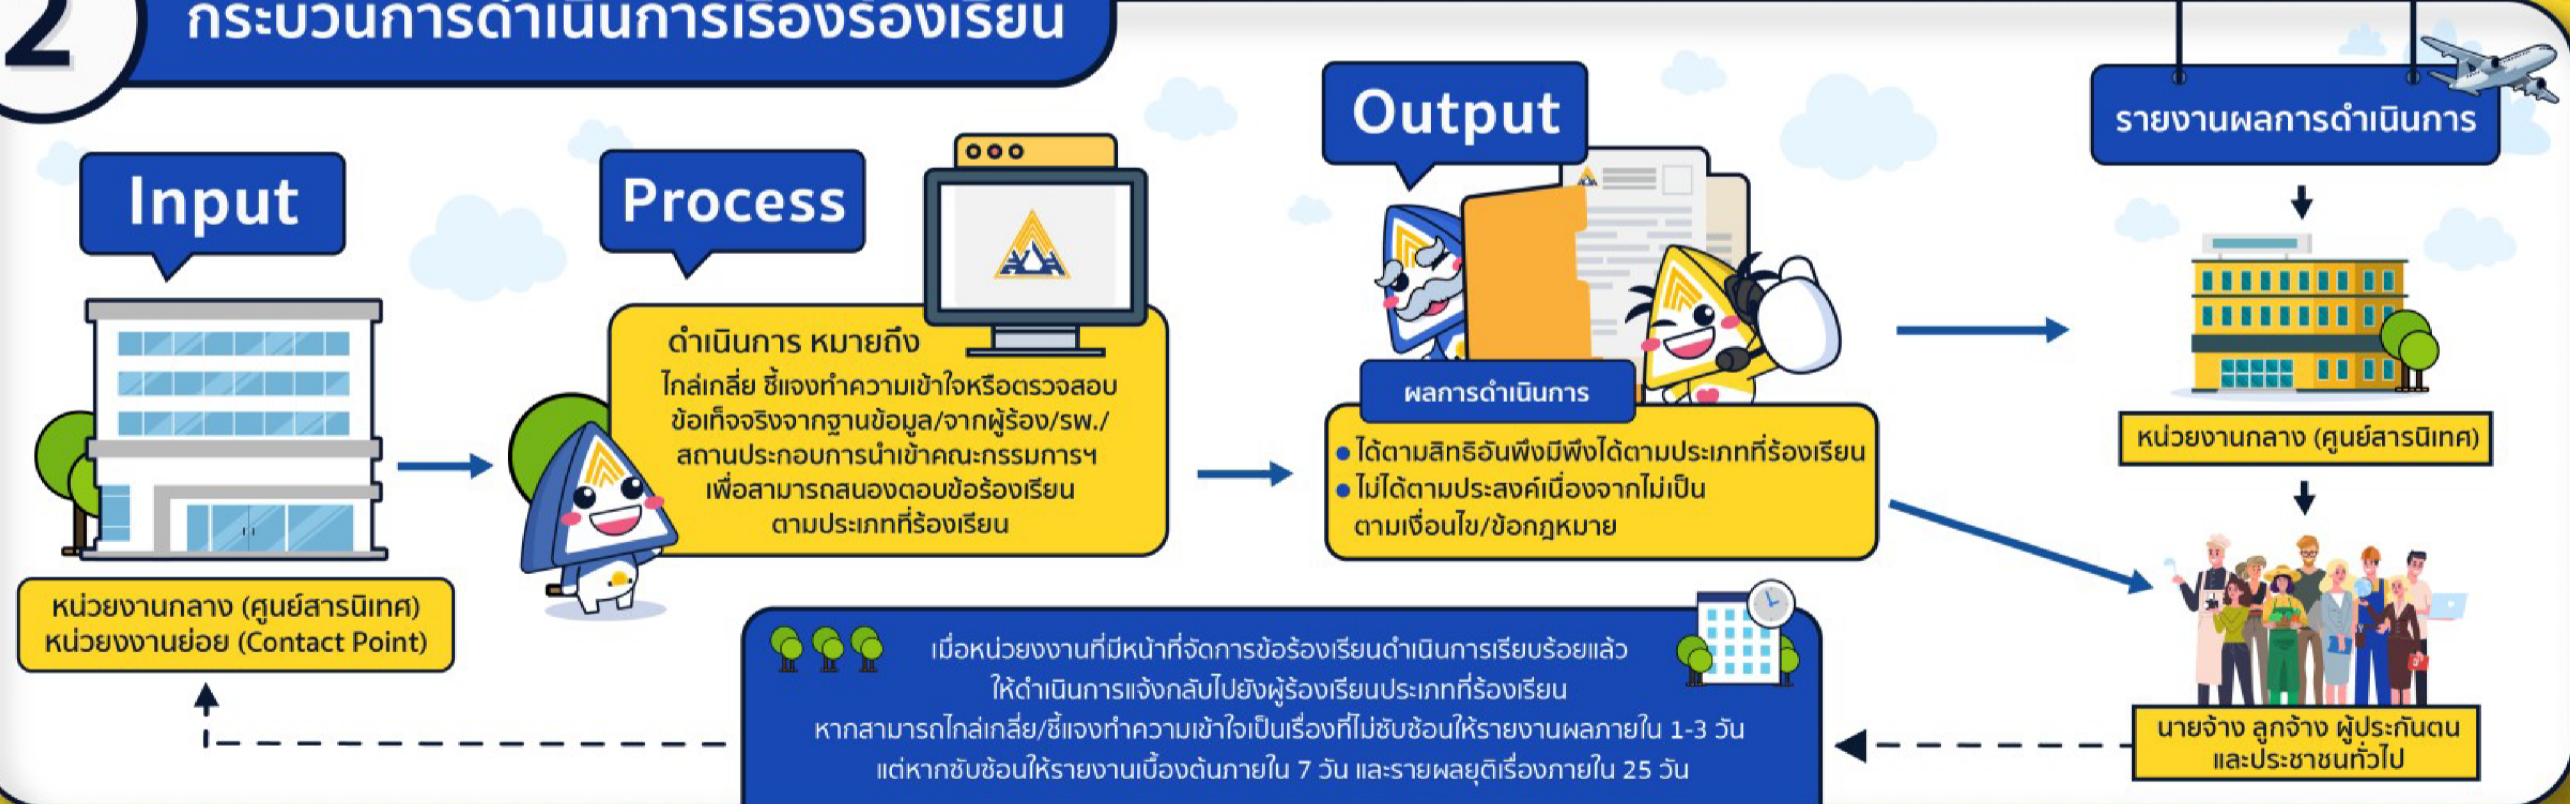 2
กระบวนการดำเนินการเรื่องร้องเรียน
Input
หน่วยงานกลาง (ศูนย์สารนิเทศ)
หน่วยงงานย่อย (Contact Point)
Process
ดำเนินการ หมายถึง
ไกล่เกลี่ย ชี้แจงทำความเข้าใจหรือตรวจสอบ
ข้อเท็จจริงจากฐานข้อมูล/จากผู้ร้อง/รพ./
สถานประกอบการนำเข้าคณะกรรมการฯ
เพื่อสามารถสนองตอบข้อร้องเรียน
ตามประเภทที่ร้องเรียน
Output
ผลการดำเนินการ
• ได้ตามสิทธิอันพึงมีพึงได้ตามประเภทที่ร้องเรียน
• ไม่ได้ตามประสงค์เนื่องจากไม่เป็น
ตามเงื่อนไข/ข้อกฎหมาย
รายงานผลการดำเนินการ
หน่วยงานกลาง (ศูนย์สารนิเทศ)
นายจ้าง ลูกจ้าง ผู้ประกันตน
และประชาชนทั่วไป
เมื่อหน่วยงงานที่มีหน้าที่จัดการข้อร้องเรียนดำเนินการเรียบร้อยแล้ว
ให้ดำเนินการแจ้งกลับไปยังผู้ร้องเรียนประเภทที่ร้องเรียน
หากสามารถไกล่เกลี่ย/ชี้แจงทำความเข้าใจเป็นเรื่องที่ไม่ซับซ้อนให้รายงานผลภายใน 1-3 วัน
แต่หากซับซ้อนให้รายงานเบื้องต้นภายใน 7 วัน และรายผลยุติเรื่องภายใน 25 วัน